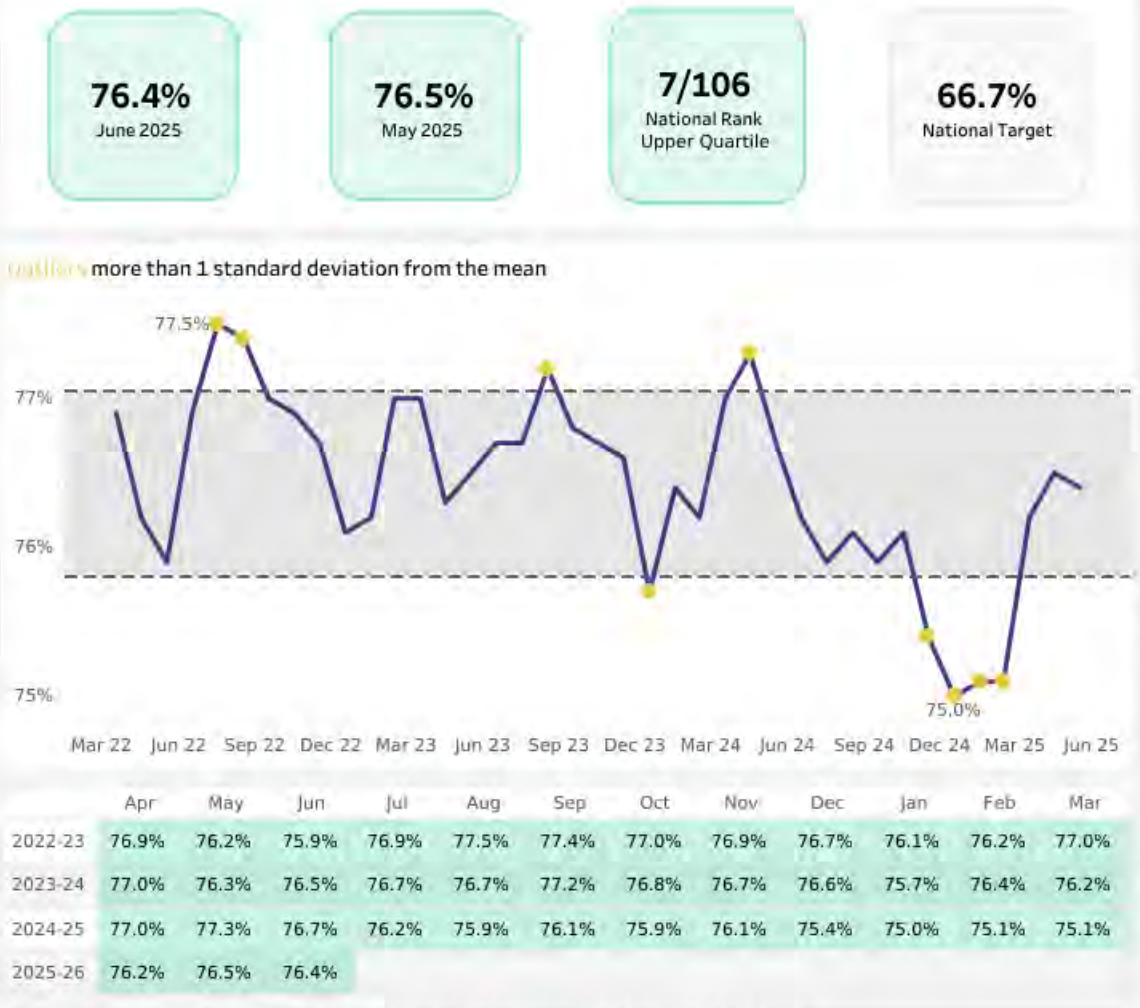 76.4%
June 2025
76.5%
May 2025
7/106
National Rank
Upper Quartile
66.7%
National Target
Outliers more than 1 standard deviation from the mean
77.5%
77%
76%
75%
75.0%
Mar 22 Jun 22 Sep 22 Dec 22 Mar 23 Jun 23 Sep 23 Dec 23 Mar 24 Jun 24 Sep 24 Dec 24 Mar 25 Jun 25
Apr May Jun Jul Aug Sep Oct Nov Dec Jan Feb Mar
2022-23 76.9% 76.2% 75.9% 76.9% 77.5% 77.4% 77.0% 76.9% 76.7% 76.1% 76.2% 77.0%
2023-24 77.0% 76.3% 76.5% 76.7% 76.7% 77.2% 76.8% 76.7% 76.6% 75.7% 76.4% 76.2%
2024-25 77.0% 77.3% 76.7% 76.2% 75.9% 76.1% 75.9% 76.1% 75.4% 75.0% 75.1% 75.1%
2025-26 76.2% 76.5% 76.4%